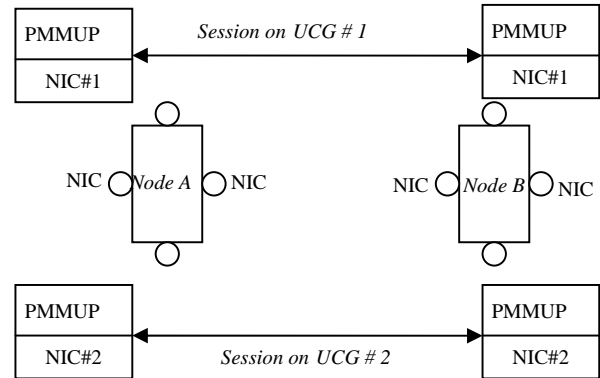 PMMUP
Session on UCG # 1
PMMUP
NIC#1
NIC#1
NIC
Node A
NIC
NIC
Node B
NIC
PMMUP
PMMUP
NIC#2
Session on UCG # 2
NIC#2